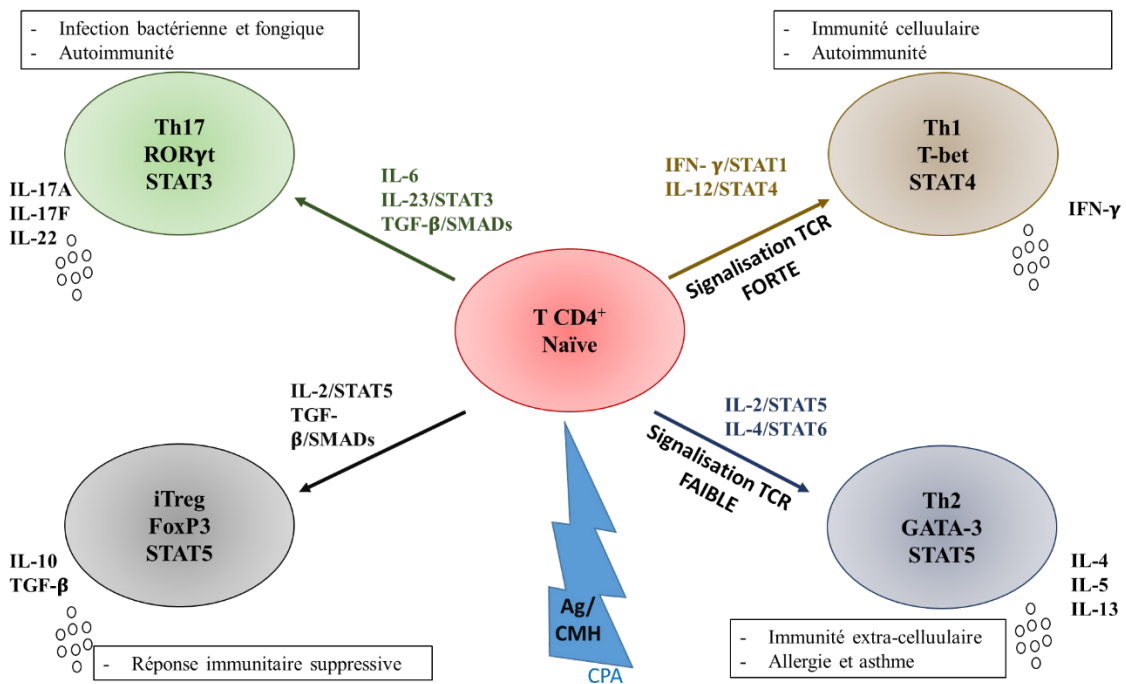 - Infection bactérienne et fongique
- Autoimmunité
- Immunité celluulaire
- Autoimmunité
Th17
RORγt
STAT3
IL-17A
IL-17F
IL-22
IL-6
IL-23/STAT3
TGF-β/SMADs
IFN- γ/STAT1
IL-12/STAT4
Signalisation TCR
FORTE
Th1
T-bet
STAT4
IFN-γ
T CD4⁺
Naïve
IL-2/STAT5
TGF-
β/SMADs
iTreg
FoxP3
STAT5
IL-10
TGF-β
- Réponse immunitaire suppressive
Ag/
CMH
CPA
IL-2/STAT5
IL-4/STAT6
Signalisation TCR
FAIBLE
Th2
GATA-3
STAT5
IL-4
IL-5
IL-13
- Immunité extra-celluulaire
- Allergie et asthme